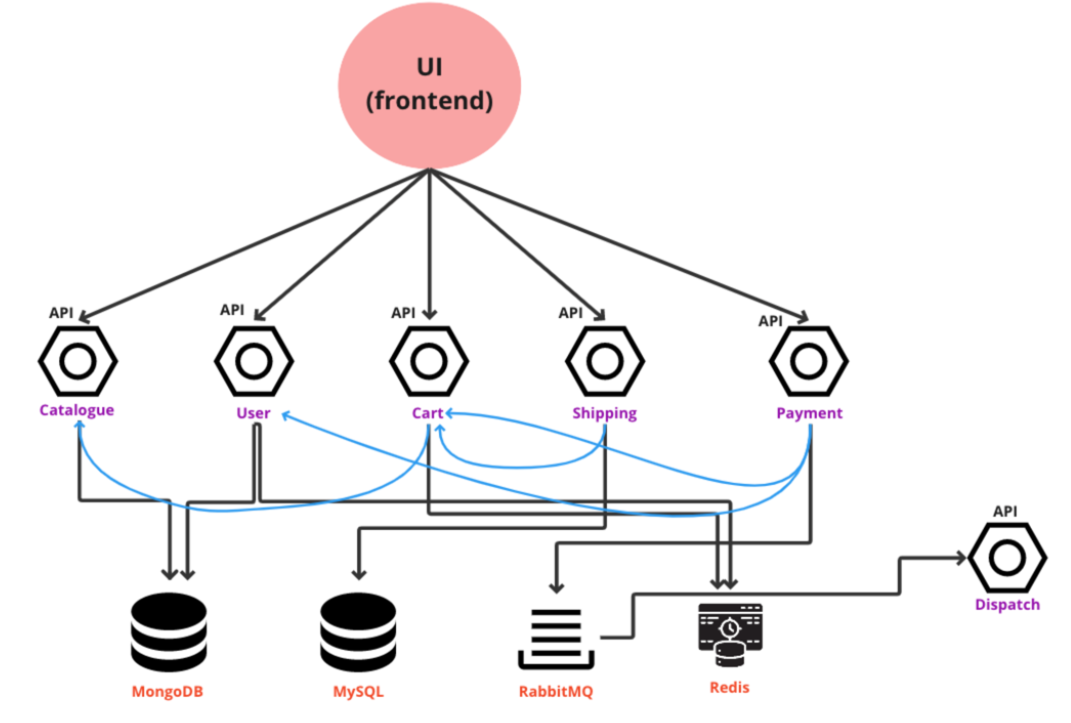 UI
(frontend)
API
API
API
API
API
Catalogue
User
Cart
Shipping
Payment
API
Dispatch
MongoDB
MySQL
RabbitMQ
Redis